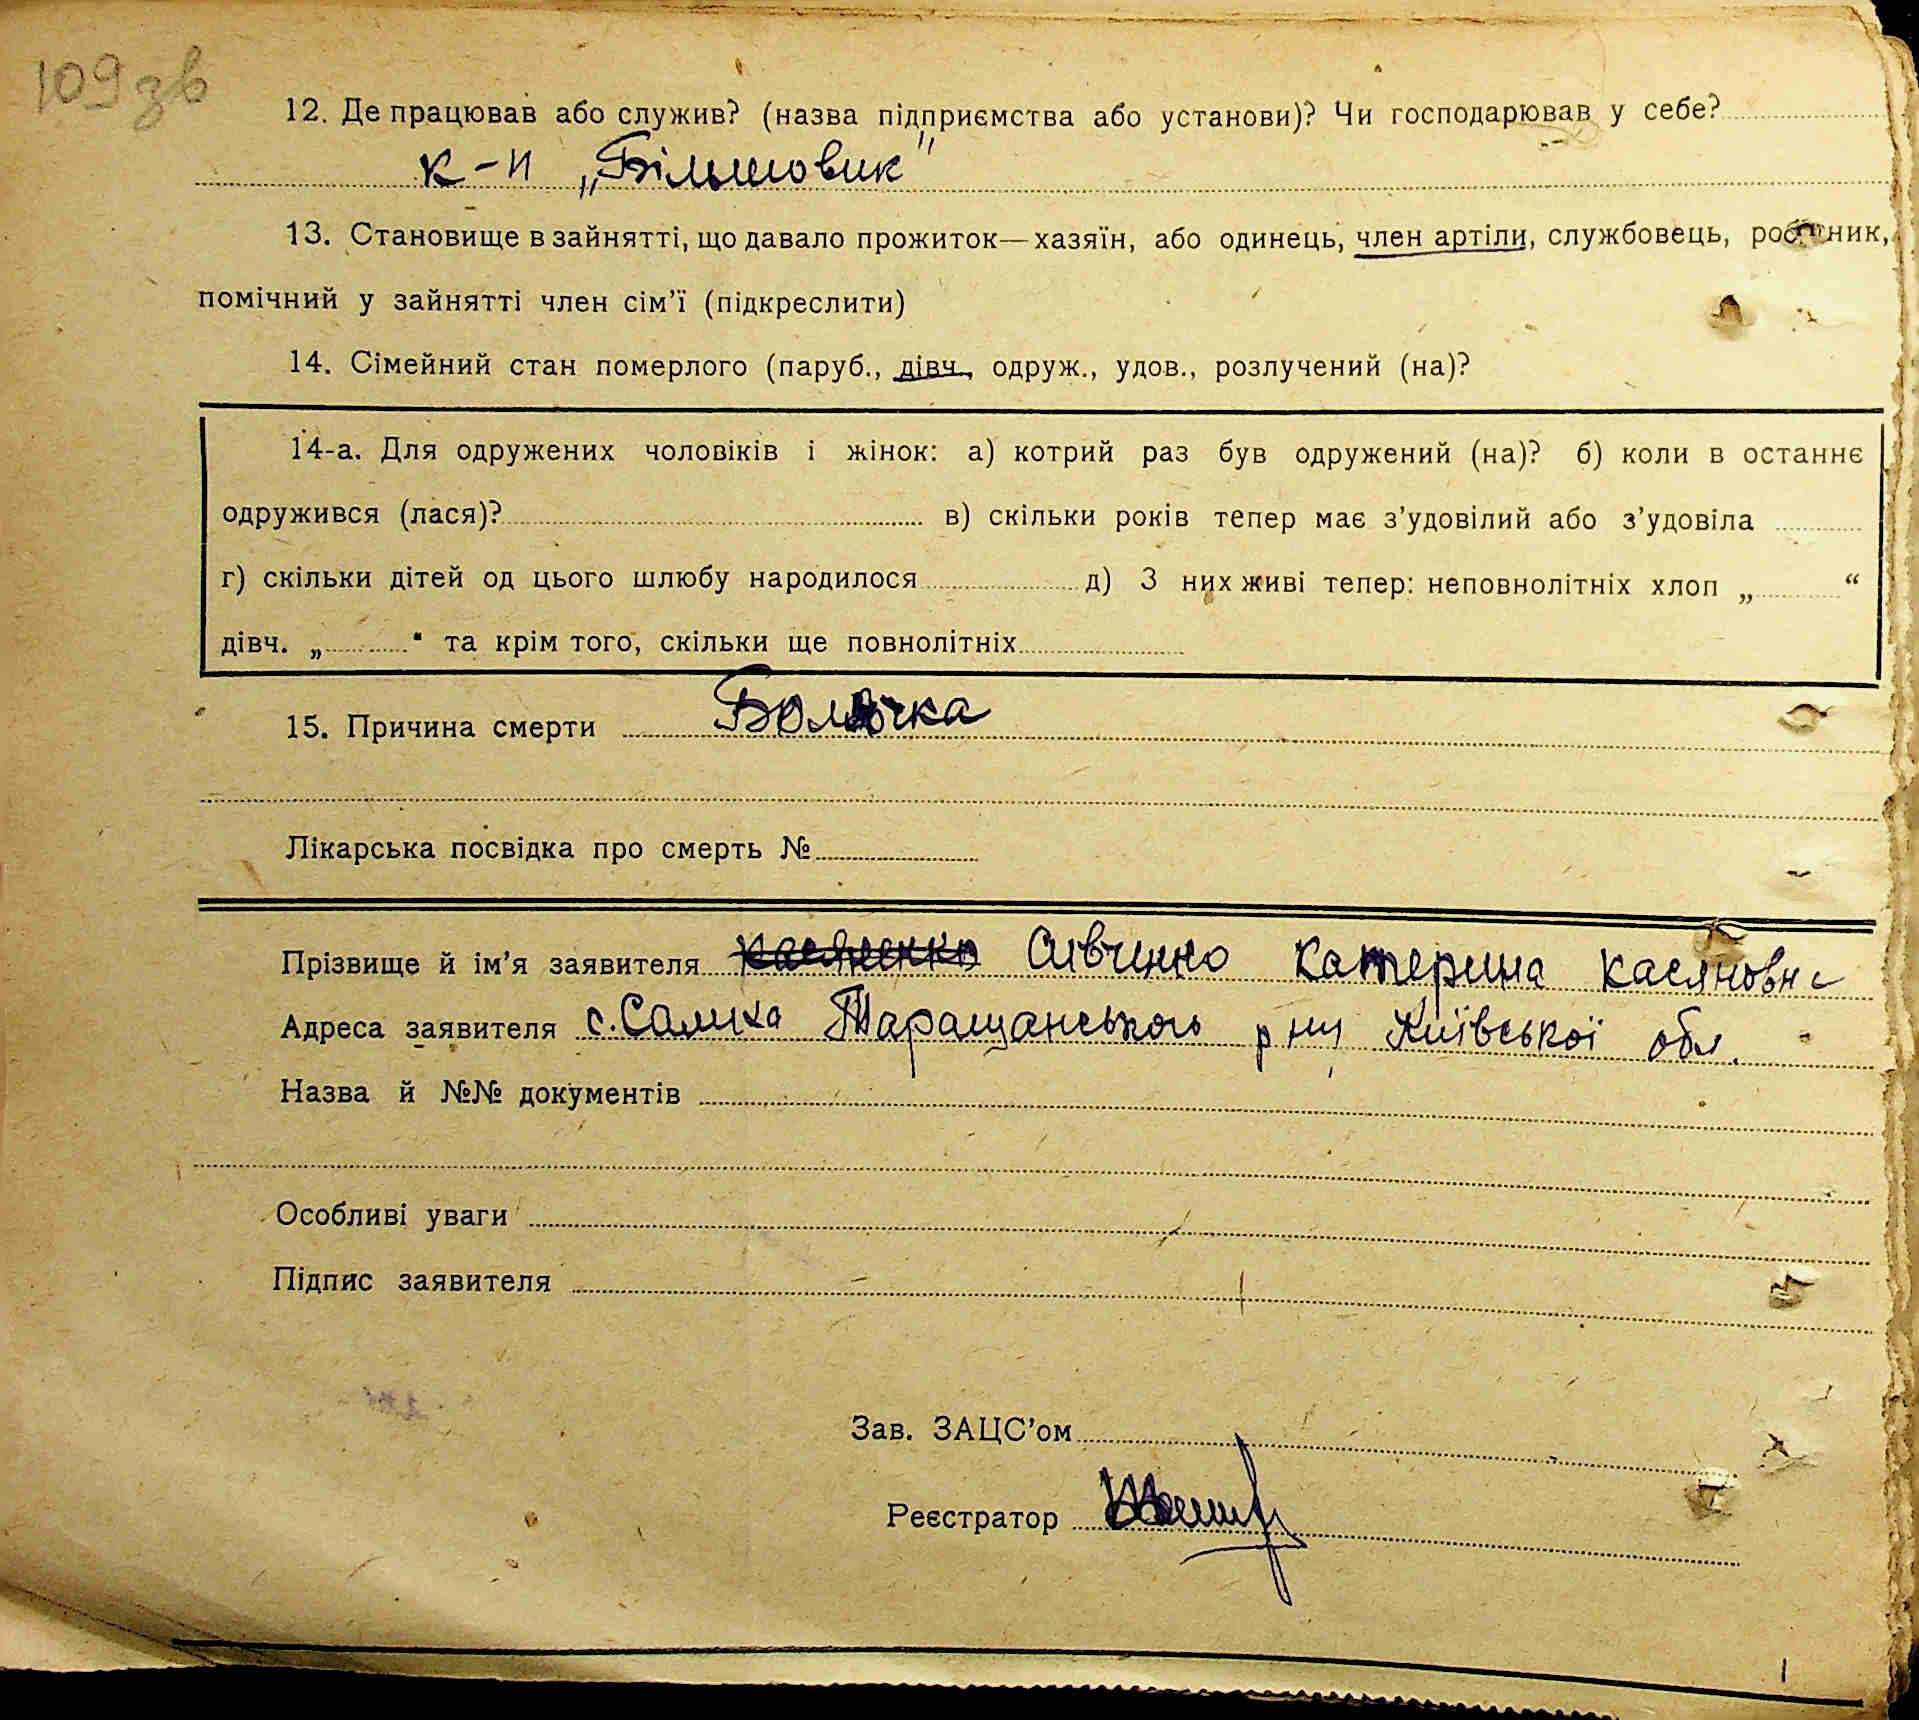 109 зв
12. Де працював або служив? (назва підприємства або установи)? Чи господарював у себе?
к-п „Більшовик"
13. Становище в зайнятті, що давало прожиток—хазяїн, або одинець, член артіли, службовець, робітник,
помічний у зайнятті член сім’ї (підкреслити)
14. Сімейний стан померлого (паруб., дівч., одруж., удов., розлучений (на)?
14-а. Для одружених чоловіків і жінок: а) котрий раз був одружений (на)? б) коли в останнє
одружився (лася)? в) скільки років тепер має з’удовілий або з’удовіла
г) скільки дітей од цього шлюбу народилося д) З них живі тепер: неповнолітніх хлоп „ “
дівч. „ “ та крім того, скільки ще повнолітніх
15. Причина смерти Болячка
Лікарська посвідка про смерть №
Прізвище й ім’я заявителя Катерина Касяновна
Адреса заявителя с. Салиха Таращанського р ну Київської обл.
Назва й №№ документів
Особливі уваги
Підпис заявителя
Зав. ЗАЦС’ом
Реєстратор